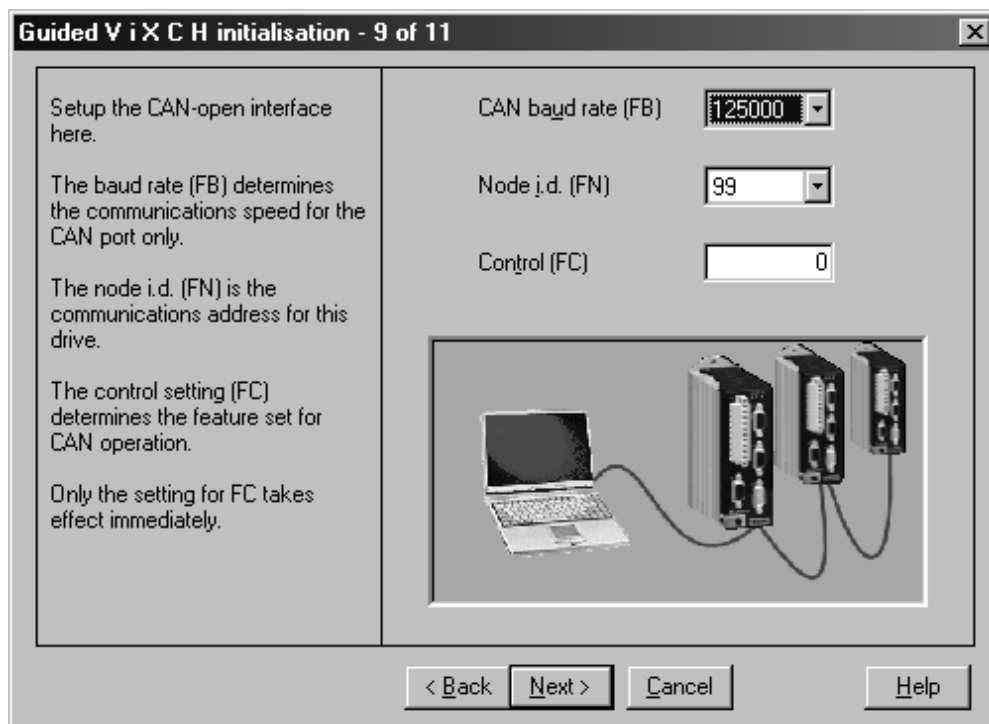 Guided V i X C H initialisation - 9 of 11
Setup the CAN-open interface
here.
The baud rate (FB) determines
the communications speed for the
CAN port only.
The node i.d. (FN) is the
communications address for this
drive.
The control setting (FC)
determines the feature set for
CAN operation.
Only the setting for FC takes
effect immediately.
CAN baud rate (FB)
125000
Node i.d. (FN)
99
Control (FC)
0
< Back
Next >
Cancel
Help